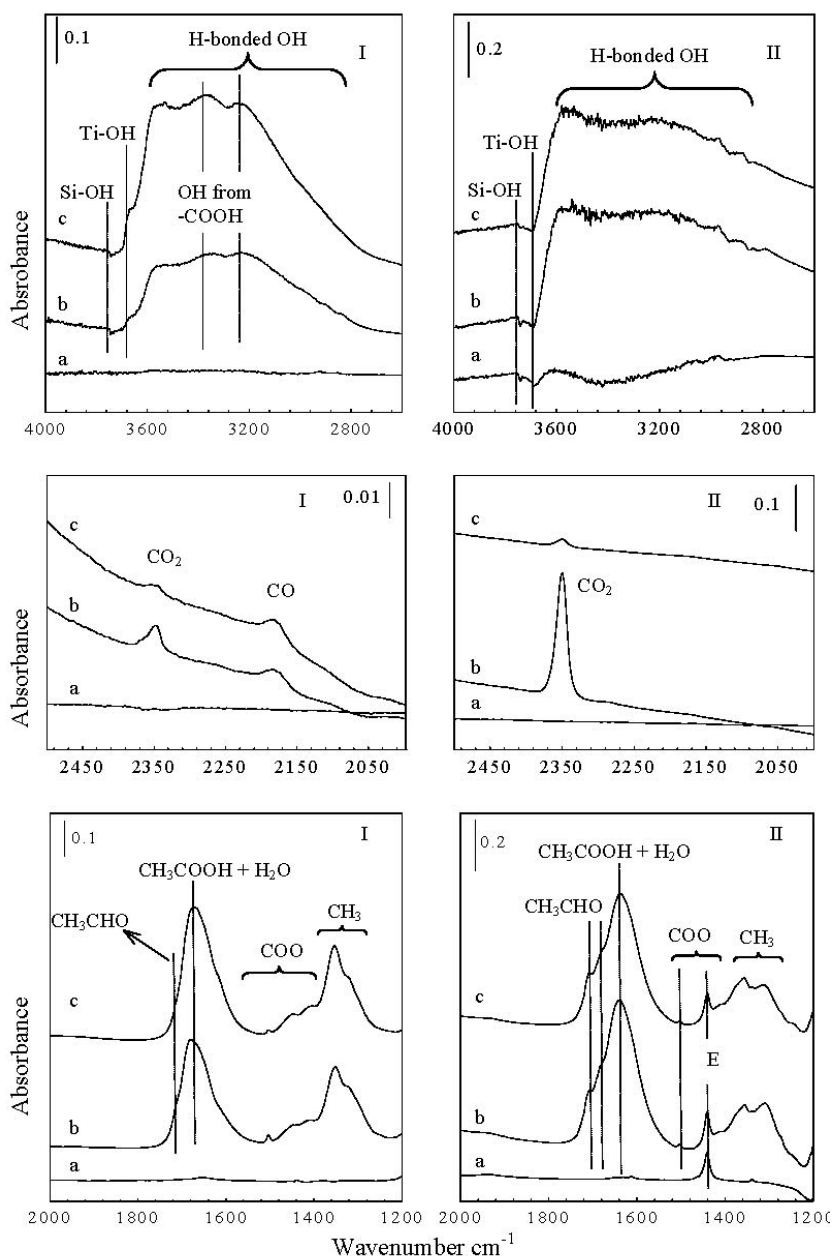 0.1
H-bonded OH
I
Ti-OH
Si-OH
OH from
-COOH
c
b
a
4000 3600 3200 2800
0.2
H-bonded OH
II
Ti-OH
Si-OH
c
b
a
4000 3600 3200 2800
Absrobance
I
0.01
c
CO2
CO
b
a
2450 2350 2250 2150 2050
II
0.1
c
CO2
b
a
2450 2350 2250 2150 2050
Absorbance
0.1
I
CH3COOH + H2O
CH3CHO
CH3
COO
c
b
a
2000 1800 1600 1400 1200
0.2
II
CH3COOH + H2O
CH3CHO
COO
CH3
c
E
b
a
2000 1800 1600 1400 1200
Absorbance
Wavenumber cm-1